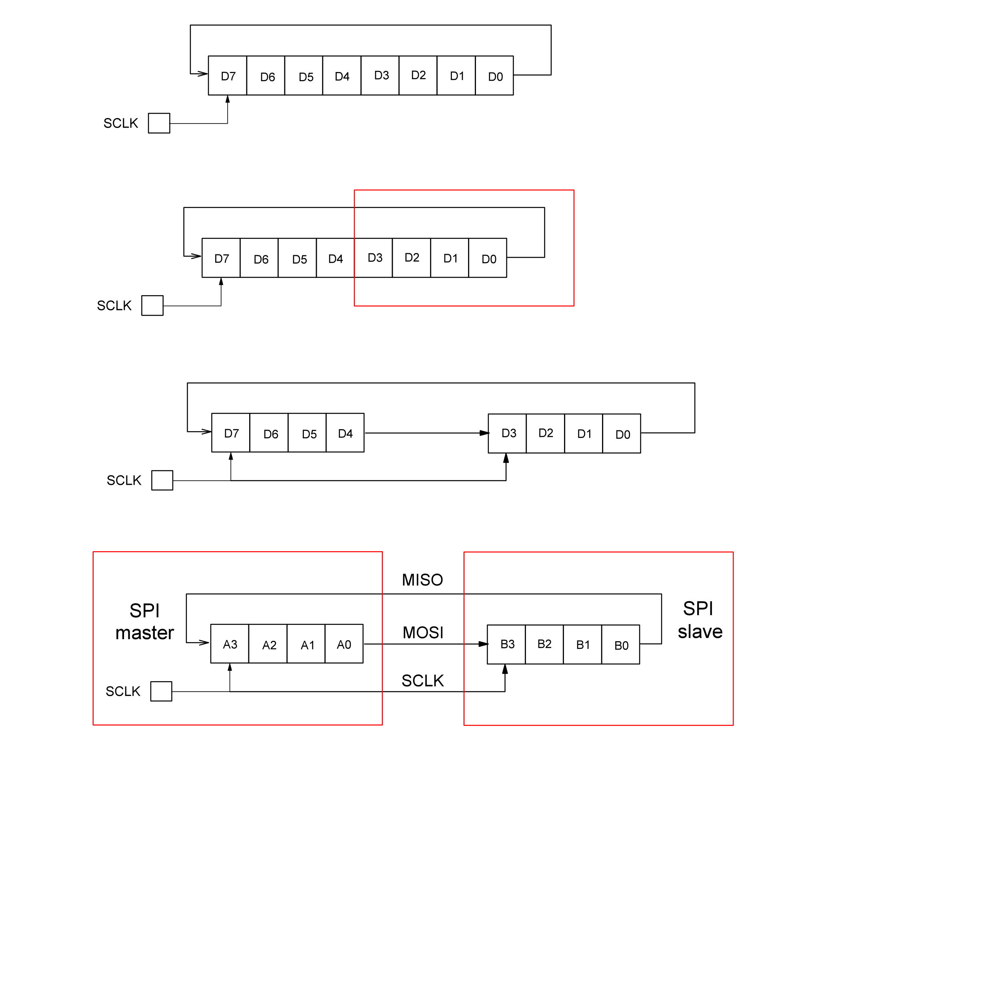 D7 D6 D5 D4 D3 D2 D1 D0
SCLK
D7 D6 D5 D4 D3 D2 D1 D0
SCLK
D7 D6 D5 D4 D3 D2 D1 D0
SCLK
MISO
SPI
master
SPI
slave
MOSI
A3 A2 A1 A0 B3 B2 B1 B0
SCLK
SCLK